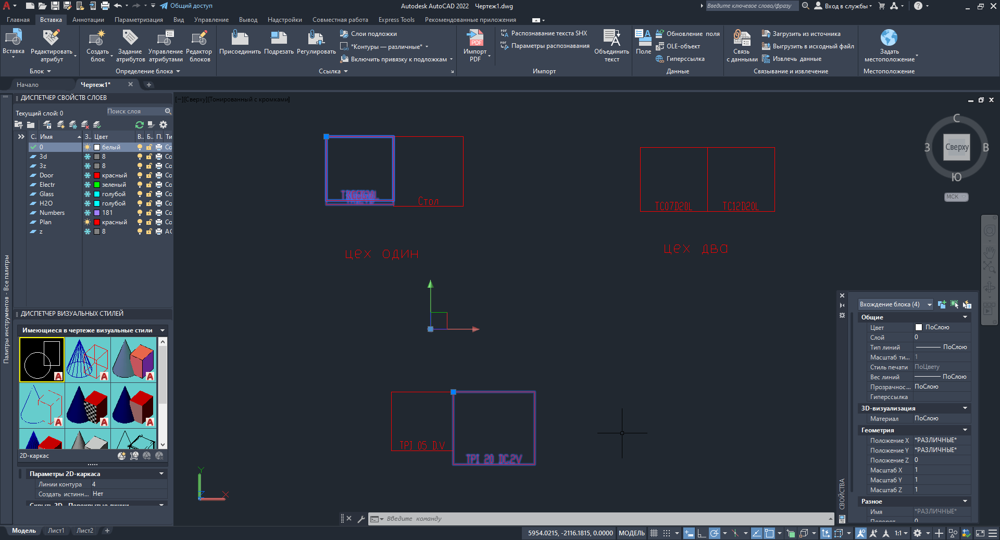 Общий доступ
Autodesk AutoCAD 2022 Чертеж1.dwg
Введите ключевое слово/фразу
Вход в службы
Главная Вставка Аннотации Параметризация Вид Управление Вывод Надстройки Совместная работа Express Tools Рекомендованные приложения
Вставка
Редактировать атрибут
Создать блок
Задание атрибутов
Управление атрибутами
Редактор блоков
Присоединить
Подрезать
Регулировать
Слои подложки
*Контуры — различные*
Включить привязку к подложкам
Импорт PDF
PDF
Распознавание текста SHX
Параметры распознавания
Объединить текст
Поле
Обновление поля
OLE-объект
Гиперссылка
Связь с данными
Загрузить из источника
Выгрузить в исходный файл
Извлечь данные
Задать местоположение
Блок Определение блока Ссылка Импорт Данные Связывание и извлечение Местоположение
Начало Чертеж1*
ДИСПЕТЧЕР СВОЙСТВ СЛОЕВ
Текущий слой: 0
Поиск слоя
С. Имя З.. Цвет В.. Б.. П.. Ти
0 белый Co
3d 8 Co
3z 8 Co
Door красный Co
Electr зеленый Co
Glass голубой Co
H2O голубой Co
Numbers 181 Co
Plan красный Co
z 8 AC
Палитры инструментов - Все палитры
ДИСПЕТЧЕР ВИЗУАЛЬНЫХ СТИЛЕЙ
Имеющиеся в чертеже визуальные стили
2D-каркас
Параметры 2D-каркаса
Линии контура 4
Создать истинн... Нет
Скрыть 2D - Перекрытые линии
[−][Сверху][Тонированный с кромками]
Стол
цех один
TC07D20L TC12D20L
цех два
TPI 05 D.V
TPI 20 DC.2V
Y
Z
X
С
З Сверху В
Ю
МСК
Вхождение блока (4)
Общие
Цвет ПоСлою
Слой 0
Тип линий ПоСлою
Масштаб ти... 1
Стиль печати ПоЦвету
Вес линий ПоСлою
Прозрачнос... ПоСлою
Гиперссылка
3D-визуализация
Материал ПоСлою
Геометрия
Положение X *РАЗЛИЧНЫЕ*
Положение Y *РАЗЛИЧНЫЕ*
Положение Z 0
Масштаб X 1
Масштаб Y 1
Масштаб Z 1
Разное
Имя *РАЗЛИЧНЫЕ*
Поворот 0
СВОЙСТВА
Введите команду
Модель Лист1 Лист2
5954.0215, -2116.1815, 0.0000 МОДЕЛЬ
1:1